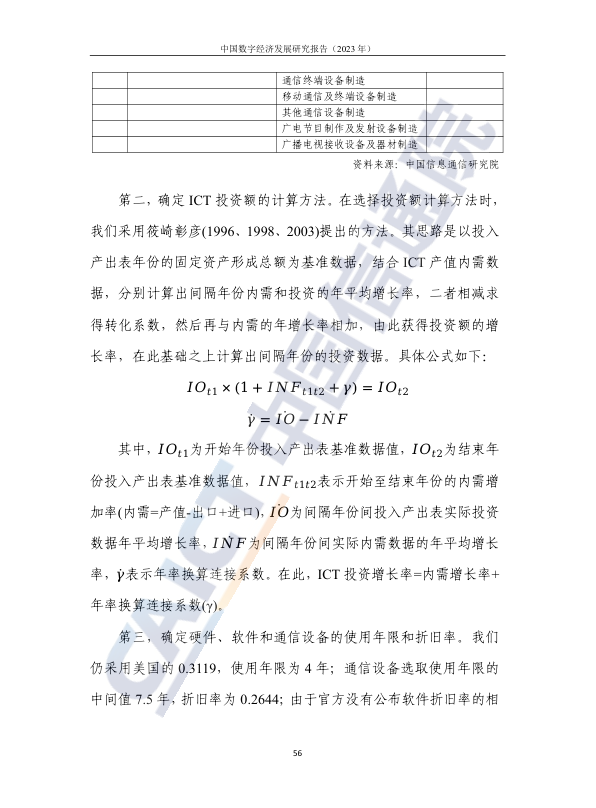 中国数字经济发展研究报告（2023 年）
通信终端设备制造
移动通信及终端设备制造
其他通信设备制造
广电节目制作及发射设备制造
广播电视接收设备及器材制造
资料来源：中国信息通信研究院
第二，确定 ICT 投资额的计算方法。在选择投资额计算方法时，
我们采用筱崎彰彦(1996、1998、2003)提出的方法。其思路是以投入
产出表年份的固定资产形成总额为基准数据，结合 ICT 产值内需数
据，分别计算出间隔年份内需和投资的年平均增长率，二者相减求
得转化系数，然后再与内需的年增长率相加，由此获得投资额的增
长率，在此基础之上计算出间隔年份的投资数据。具体公式如下：
IO_{t1} × (1 + INF_{t1t2} + γ) = IO_{t2}
γ̇ = İO − İNF
其中，IO_{t1}为开始年份投入产出表基准数据值，IO_{t2}为结束年
份投入产出表基准数据值，INF_{t1t2}表示开始至结束年份的内需增
加率(内需=产值-出口+进口)，İO为间隔年份间投入产出表实际投资
数据年平均增长率，İNF为间隔年份间实际内需数据的年平均增长
率，γ̇表示年率换算连接系数。在此，ICT 投资增长率=内需增长率+
年率换算连接系数(γ)。
第三，确定硬件、软件和通信设备的使用年限和折旧率。我们
仍采用美国的 0.3119，使用年限为 4 年；通信设备选取使用年限的
中间值 7.5 年，折旧率为 0.2644；由于官方没有公布软件折旧率的相
56
CAICT 中国信通院